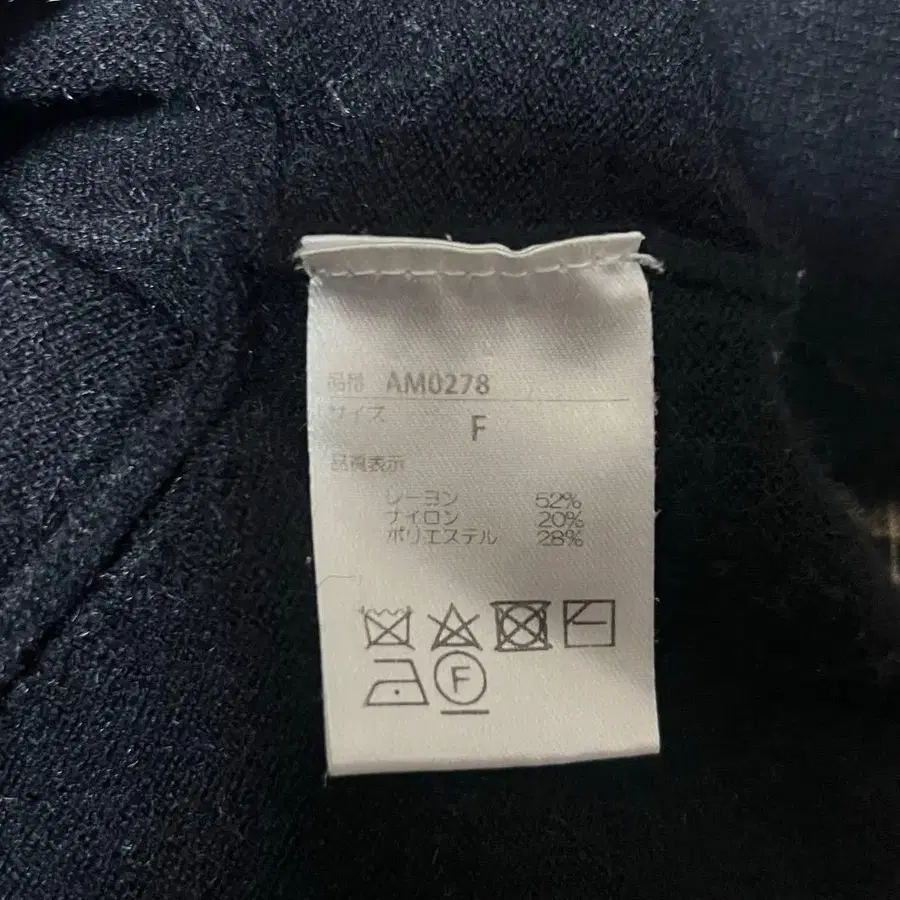 品番 AM0278
サイズ F
品質表示
レーヨン 52%
ナイロン 20%
ポリエステル 28%
F